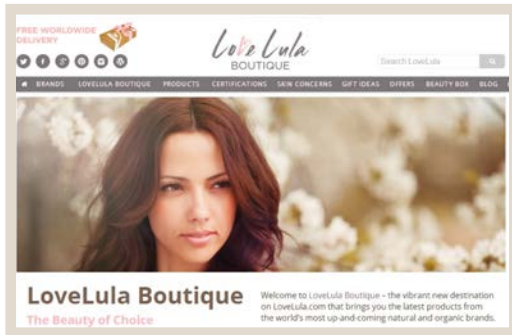 FREE WORLDWIDE
DELIVERY
Love Lula
BOUTIQUE
Search LoveLula
BRANDS LOVELULA BOUTIQUE PRODUCTS CERTIFICATIONS SKIN CONCERNS GIFT IDEAS OFFERS BEAUTY BOX BLOG
LoveLula Boutique
The Beauty of Choice
Welcome to LoveLula Boutique – the vibrant new destination
on LoveLula.com that brings you the latest products from
the world's most up-and-coming natural and organic brands.